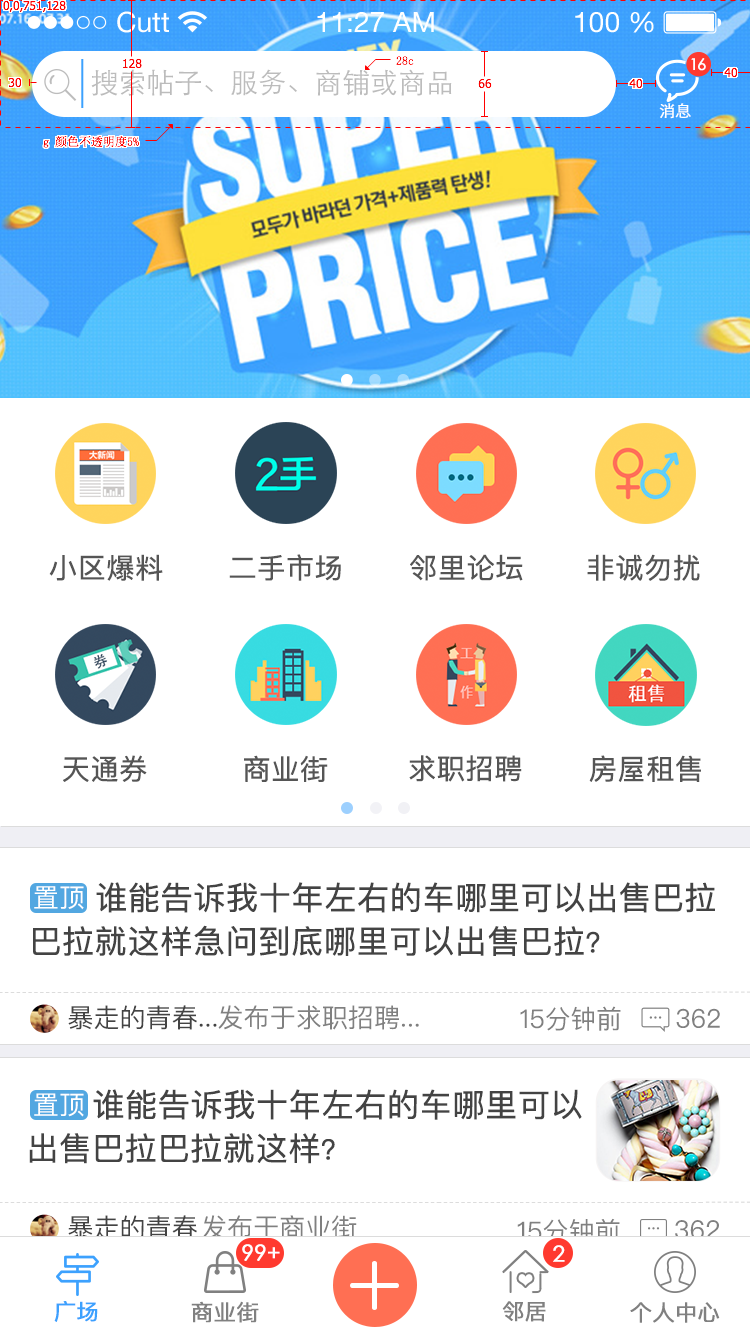 0,0,751,128
Cutt
11:27 AM
100 %
128
28c
16
30
搜索帖子、服务、商铺或商品
66
40
40
消息
g 颜色不透明度5%
SUPER
모두가 바라던 가격+제품력 탄생!
PRICE
大新闻
2手
小区爆料
二手市场
邻里论坛
非诚勿扰
券
工
作
租售
天通券
商业街
求职招聘
房屋租售
置顶 谁能告诉我十年左右的车哪里可以出售巴拉
巴拉就这样急问到底哪里可以出售巴拉?
暴走的青春...发布于求职招聘...
15分钟前
362
置顶 谁能告诉我十年左右的车哪里可以
出售巴拉巴拉就这样?
暴走的青春 发布于商业街
15分钟前
362
99+
2
广场
商业街
邻居
个人中心